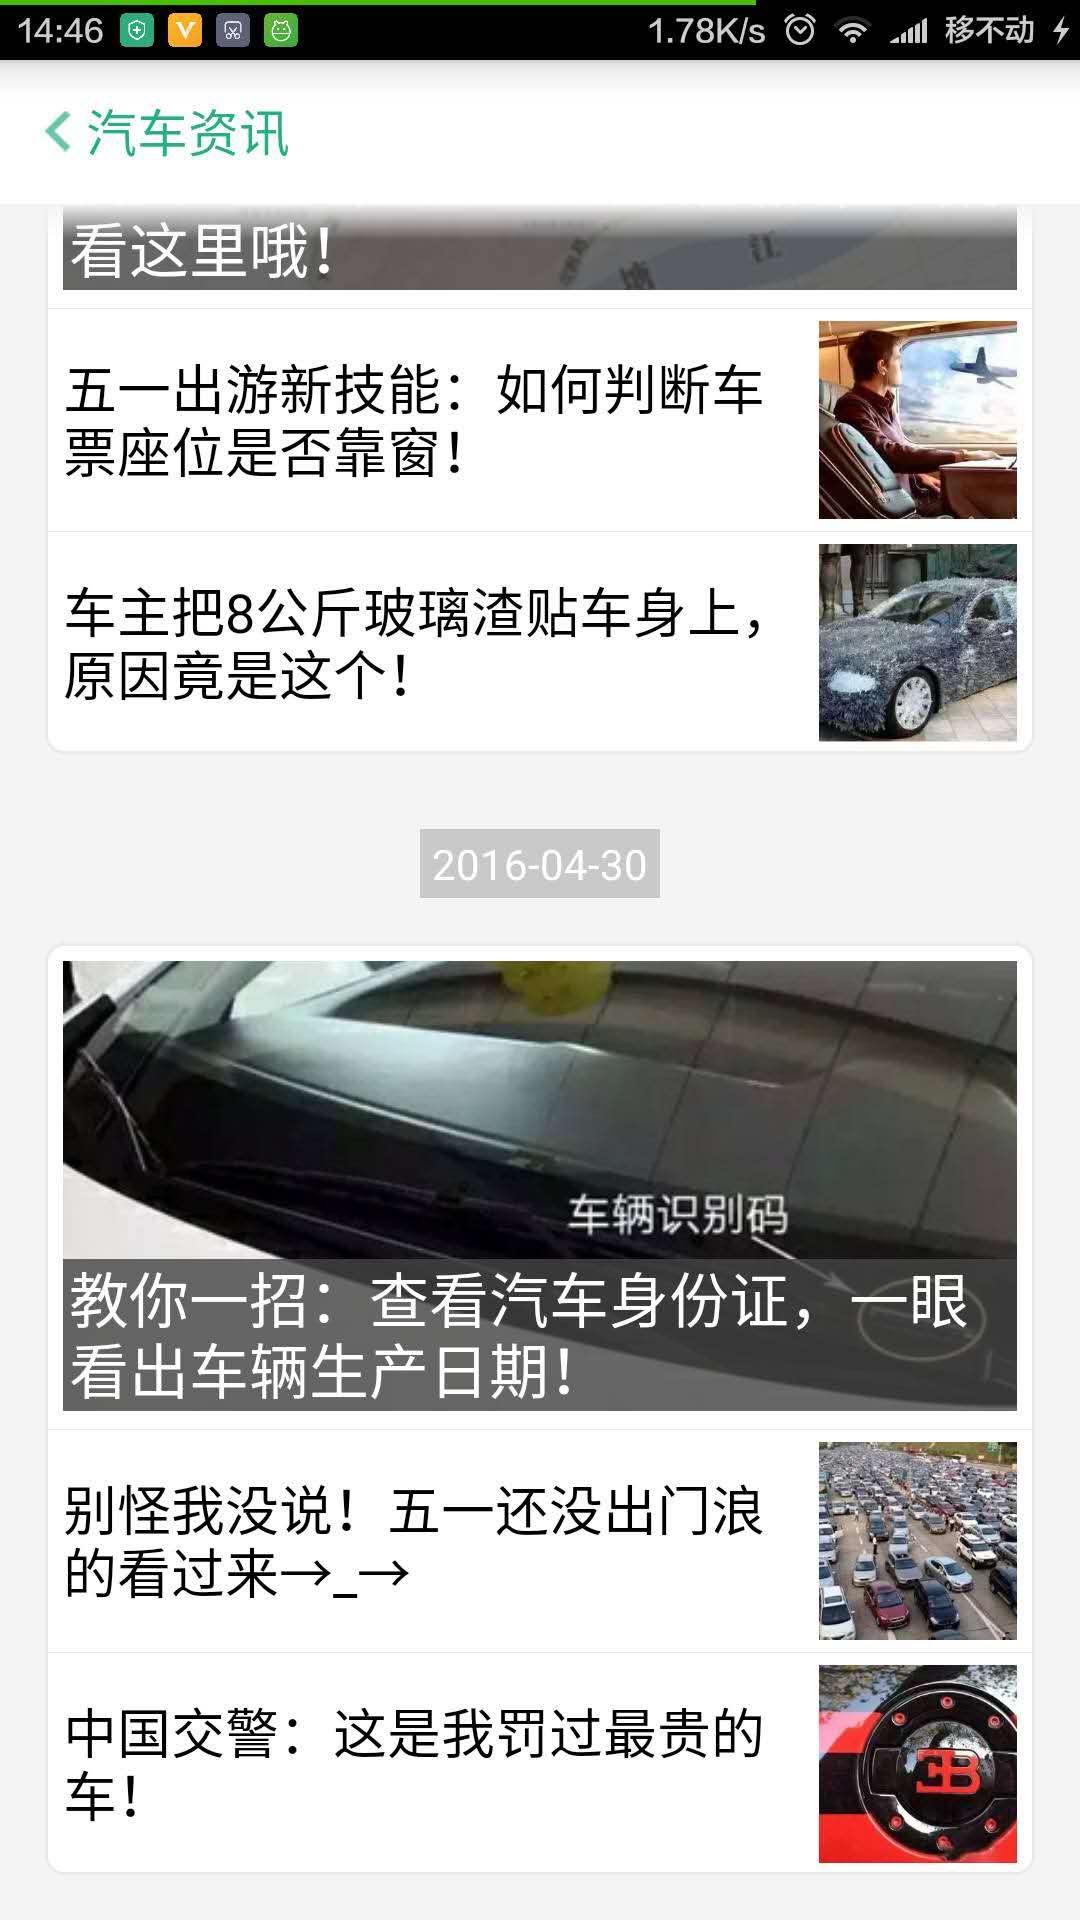 14:46 1.78K/s 移不动
汽车资讯
看这里哦！
江
五一出游新技能：如何判断车
票座位是否靠窗！
车主把8公斤玻璃渣贴车身上，
原因竟是这个！
2016-04-30
车辆识别码
教你一招：查看汽车身份证，一眼
看出车辆生产日期！
别怪我没说！五一还没出门浪
的看过来→_→
中国交警：这是我罚过最贵的
车！
EB